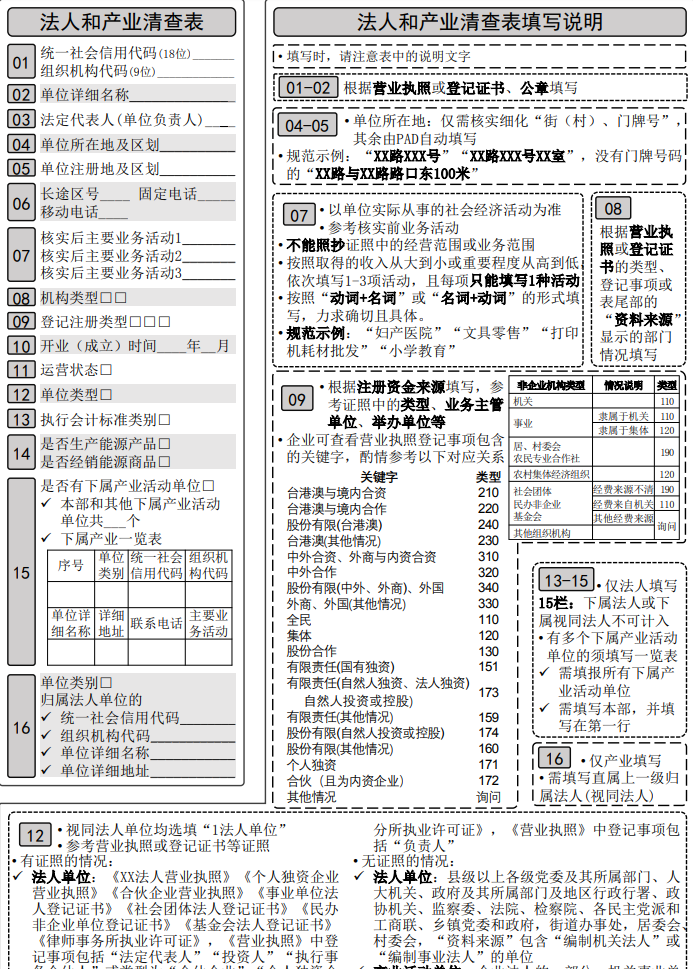 法人和产业清查表
01
统一社会信用代码(18位)________
组织机构代码(9位)________
02
单位详细名称________
03
法定代表人(单位负责人)____
04
单位所在地及区划________
05
单位注册地及区划________
06
长途区号____ 固定电话____
移动电话____
07
核实后主要业务活动1______
核实后主要业务活动2______
核实后主要业务活动3______
08
机构类型□□
09
登记注册类型□□□
10
开业（成立）时间____年__月
11
运营状态□
12
单位类型□
13
执行会计标准类别□
14
是否生产能源产品□
是否经销能源商品□
15
是否有下属产业活动单位□
✓ 本部和其他下属产业活动
单位共___个
✓ 下属产业一览表
序号 单位类别 统一社会信用代码 组织机构代码
单位详细名称 详细地址 联系电话 主要业务活动
16
单位类别□
归属法人单位的
✓ 统一社会信用代码________
✓ 组织机构代码________
✓ 单位详细名称________
✓ 单位详细地址________
法人和产业清查表填写说明
·填写时，请注意表中的说明文字
01-02 根据营业执照或登记证书、公章填写
04-05 ·单位所在地：仅需核实细化“街（村）、门牌号”，
其余由PAD自动填写
·规范示例：“XX路XXX号”“XX路XXX号XX室”，没有门牌号码
的“XX路与XX路路口东100米”
07
·以单位实际从事的社会经济活动为准
·参考核实前业务活动
·不能照抄证照中的经营范围或业务范围
·按照取得的收入从大到小或重要程度从高到低,
依次填写1-3项活动，且每项只能填写1种活动
·按照“动词+名词”或“名词+动词”的形式填
写，力求确切且具体。
·规范示例：“妇产医院”“文具零售”“打印
机耗材批发”“小学教育”
08
根据营业执
照或登记证
书的类型、
登记事项或
表尾部的
“资料来源”
显示的部门
情况填写
09
·根据注册资金来源填写，参
考证照中的类型、业务主管
单位、举办单位等
·企业可查看营业执照登记事项包含
的关键字，酌情参考以下对应关系
关键字 类型
台港澳与境内合资 210
台港澳与境内合作 220
股份有限(台港澳) 240
台港澳(其他情况) 230
中外合资、外商与内资合资 310
中外合作 320
股份有限(中外、外商)、外国 340
外商、外国(其他情况) 330
全民 110
集体 120
股份合作 130
有限责任(国有独资) 151
有限责任(自然人独资、法人独资)
自然人投资或控股) 173
有限责任(其他情况) 159
股份有限(自然人投资或控股) 174
股份有限(其他情况) 160
个人独资 171
合伙（且为内资企业） 172
其他情况 询问
非企业机构类型 情况说明 类型
机关 110
事业 隶属于机关 110
隶属于集体 120
居、村委会
农民专业合作社 190
农村集体经济组织 120
社会团体 经费来源不清 190
民办非企业 经费来自机关 110
基金会 其他经费来源 询问
其他组织机构
13-15 ·仅法人填写
15栏：下属法人或下
属视同法人不可计入
·有多个下属产业活动
单位的须填写一览表
✓ 需填报所有下属产
业活动单位
✓ 需填写本部，并填
写在第一行
16 ·仅产业填写
·需填写直属上一级归
属法人(视同法人)
12
·视同法人单位均选填“1法人单位”
·参考营业执照或登记证书等证照
·有证照的情况：
✓ 法人单位：《XX法人营业执照》《个人独资企业
营业执照》《合伙企业营业执照》《事业单位法
人登记证书》《社会团体法人登记证书》《民办
非企业单位登记证书》《基金会法人登记证书》
《律师事务所执业许可证》，《营业执照》中登
记事项包括“法定代表人”“投资人”“执行事
分所执业许可证》，《营业执照》中登记事项包
括“负责人”
·无证照的情况：
✓ 法人单位：县级以上各级党委及其所属部门、人
大机关、政府及其所属部门及地区行政行署、政
协机关、监察委、法院、检察院、各民主党派和
工商联、乡镇党委和政府，街道办事处，居委会、
村委会，“资料来源”包含“编制机关法人”或
“编制事业法人”的单位